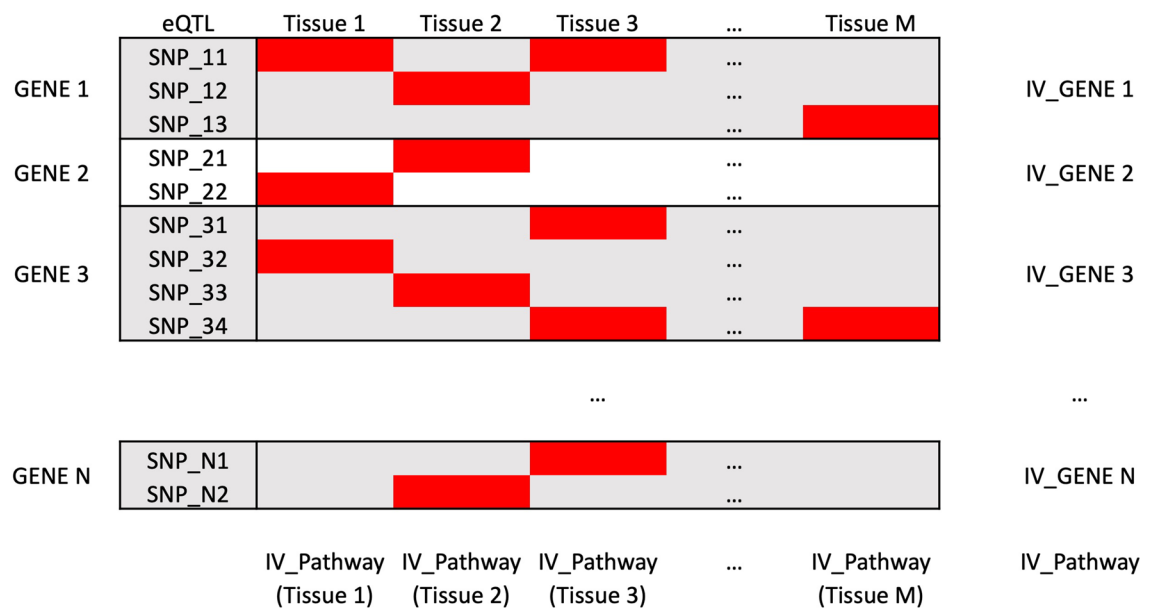 eQTL Tissue 1 Tissue 2 Tissue 3 ... Tissue M
SNP_11 ...
GENE 1 SNP_12 ... IV_GENE 1
SNP_13 ...
SNP_21 ...
GENE 2 IV_GENE 2
SNP_22 ...
SNP_31 ...
SNP_32 ...
GENE 3 IV_GENE 3
SNP_33 ...
SNP_34 ...
... ...
SNP_N1 ...
GENE N IV_GENE N
SNP_N2 ...
IV_Pathway IV_Pathway IV_Pathway ... IV_Pathway IV_Pathway
(Tissue 1) (Tissue 2) (Tissue 3) (Tissue M)